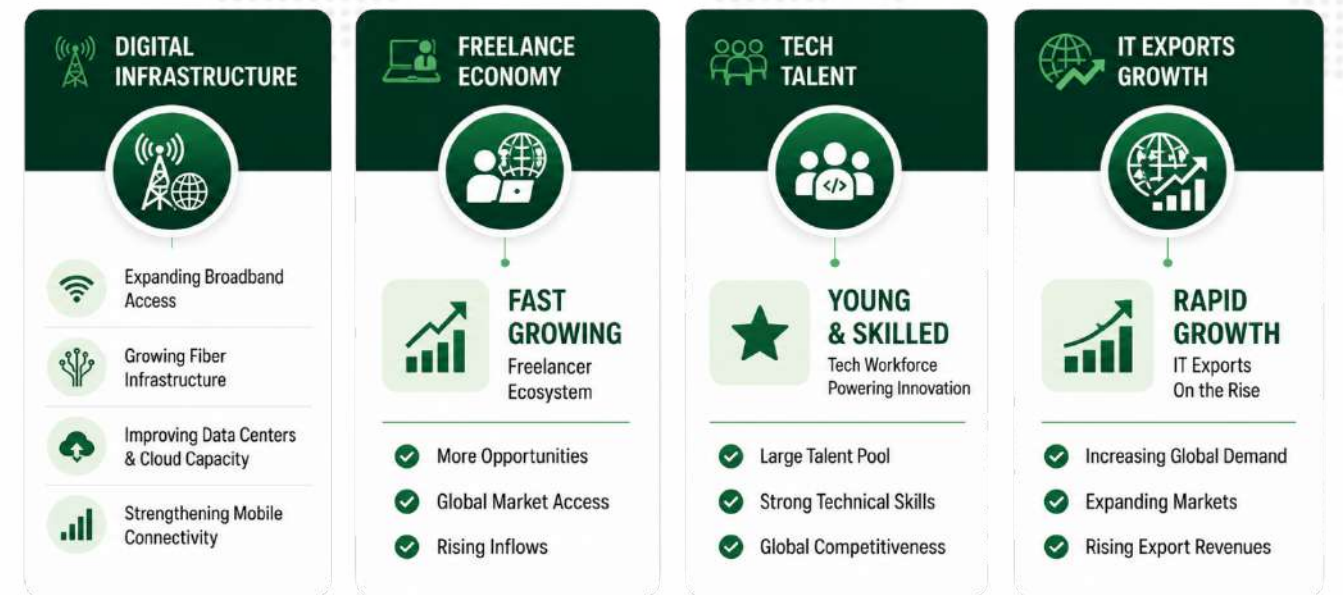 DIGITAL
INFRASTRUCTURE
Expanding Broadband
Access
Growing Fiber
Infrastructure
Improving Data Centers
& Cloud Capacity
Strengthening Mobile
Connectivity
FREELANCE
ECONOMY
FAST
GROWING
Freelancer
Ecosystem
More Opportunities
Global Market Access
Rising Inflows
TECH
TALENT
</>
YOUNG
& SKILLED
Tech Workforce
Powering Innovation
Large Talent Pool
Strong Technical Skills
Global Competitiveness
IT EXPORTS
GROWTH
RAPID
GROWTH
IT Exports
On the Rise
Increasing Global Demand
Expanding Markets
Rising Export Revenues